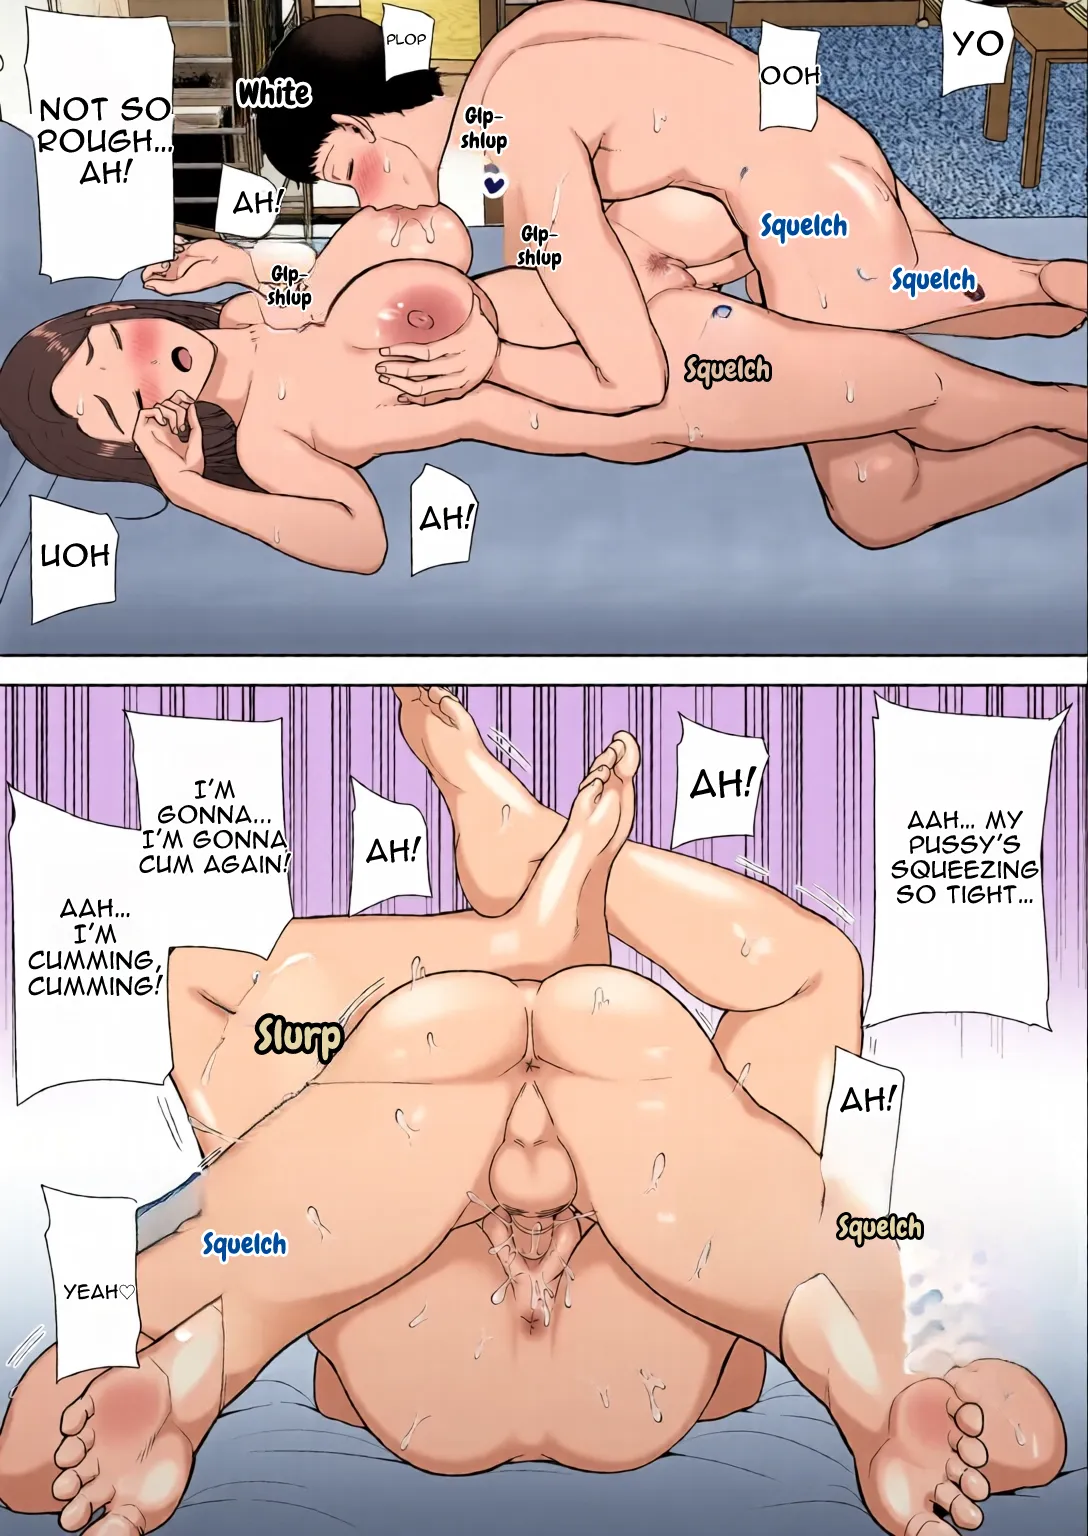 PLOP
YO
OOH
White
NOT SO
ROUGH...
AH!
Glp-
shlup
AH!
Squelch
Glp-
shlup
Glp-
shlup
Squelch
Squelch
AH!
UOH
AH!
I'M
GONNA...
I'M GONNA
CUM AGAIN!
AAH... MY
PUSSY'S
SQUEEZING
SO TIGHT...
AH!
AAH...
I'M
CUMMING,
CUMMING!
Slurp
AH!
Squelch
Squelch
YEAH♡